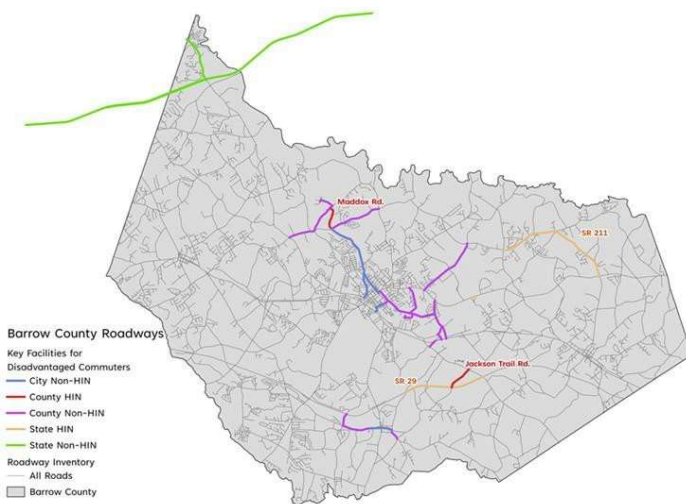 Maddox Rd.
SR 211
Jackson Trail Rd.
SR 29
Barrow County Roadways
Key Facilities for
Disadvantaged Commuters
City Non-HIN
County HIN
County Non-HIN
State HIN
State Non-HIN
Roadway Inventory
All Roads
Barrow County